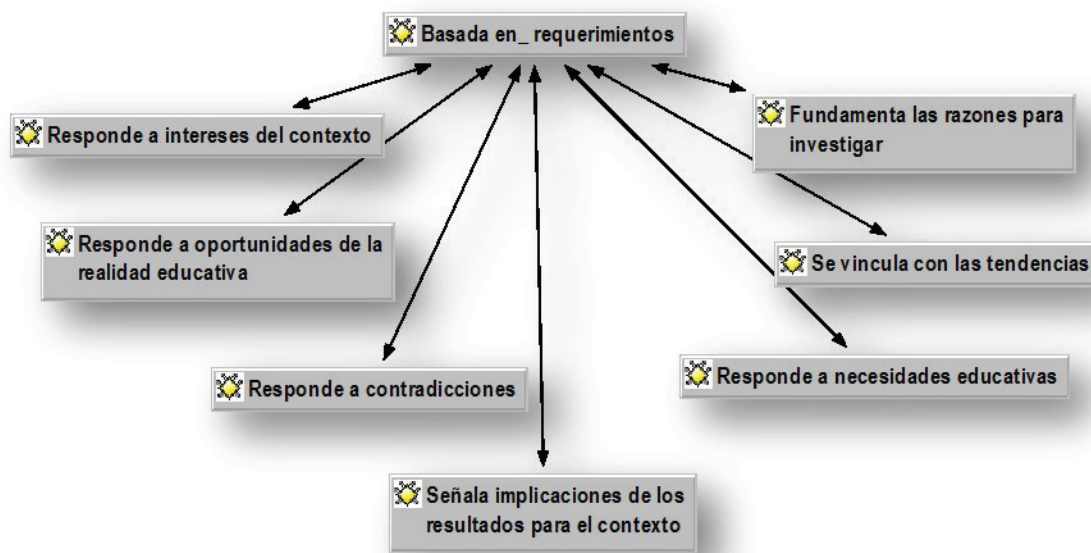 Basada en_ requerimientos
Responde a intereses del contexto
Fundamenta las razones para
investigar
Responde a oportunidades de la
realidad educativa
Se vincula con las tendencias
Responde a contradicciones
Responde a necesidades educativas
Señala implicaciones de los
resultados para el contexto